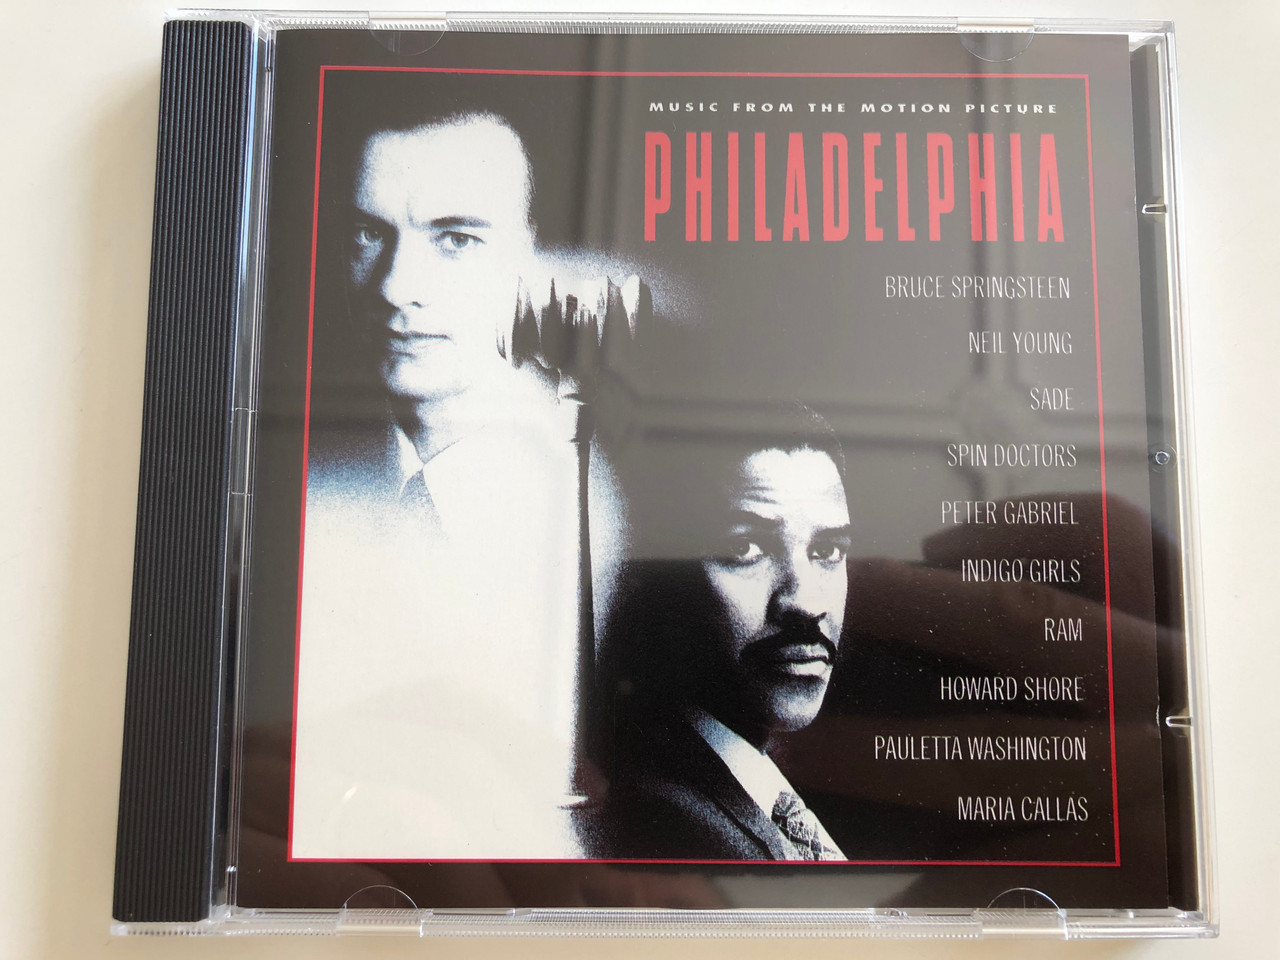 MUSIC FROM THE MOTION PICTURE
PHILADELPHIA
BRUCE SPRINGSTEEN
NEIL YOUNG
SADE
SPIN DOCTORS
PETER GABRIEL
INDIGO GIRLS
RAM
HOWARD SHORE
PAULETTA WASHINGTON
MARIA CALLAS